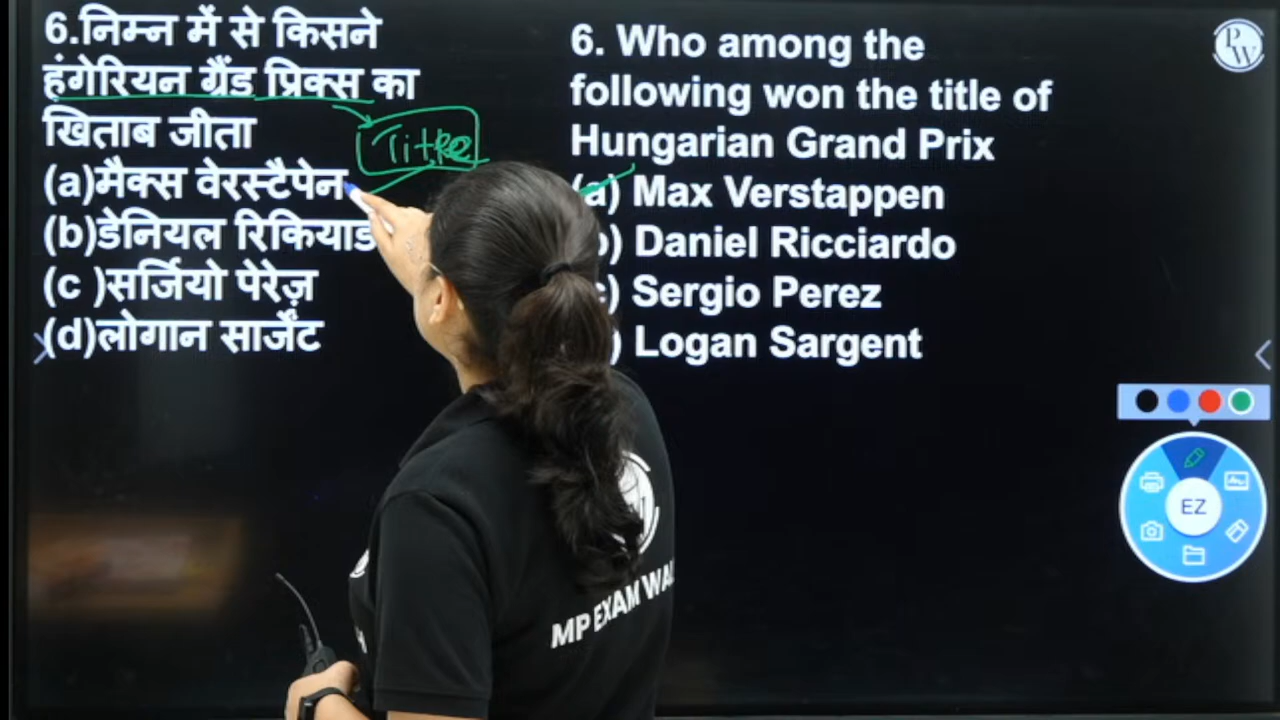 6.निम्न में से किसने
हंगेरियन ग्रैंड प्रिक्स का
खिताब जीता
Title
(a)मैक्स वेरस्टैपेन
(b)डेनियल रिकियार्ड
(c )सर्जियो पेरेज़
(d)लोगान सार्जेंट
6. Who among the
following won the title of
Hungarian Grand Prix
(a) Max Verstappen
) Daniel Ricciardo
) Sergio Perez
) Logan Sargent
PW
EZ
MP EXAM